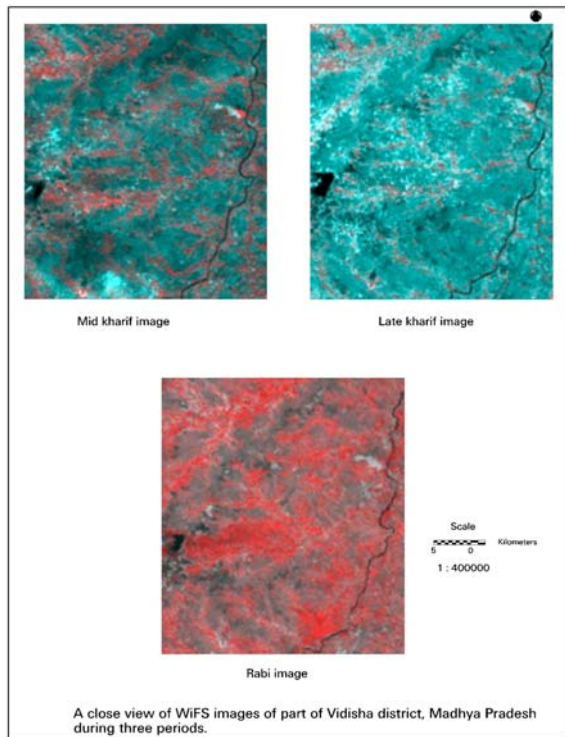 Mid kharif image
Late kharif image
Scale
5 0 Kilometers
1 : 400000
Rabi image
A close view of WiFS images of part of Vidisha district, Madhya Pradesh
during three periods.